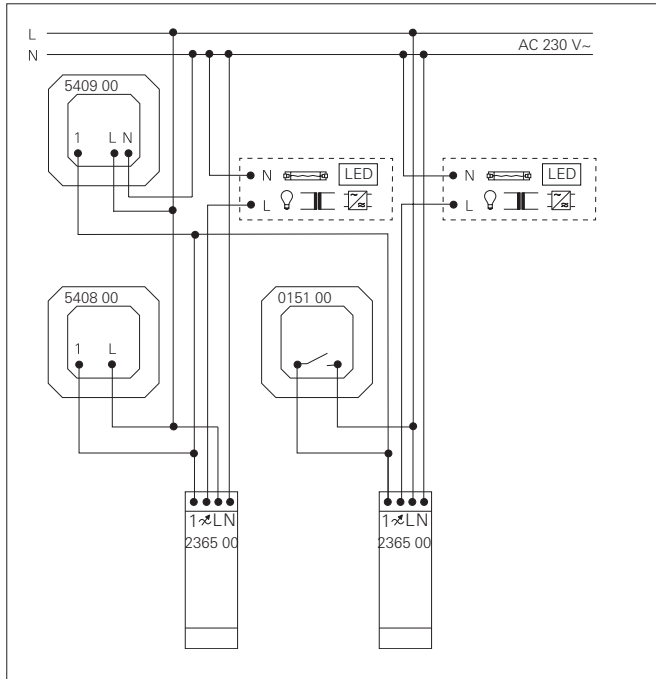 L
N AC 230 V~
5409 00
1 L N
N LED
L
N LED
L
5408 00
1 L
0151 00
1 L N
2365 00
1 L N
2365 00